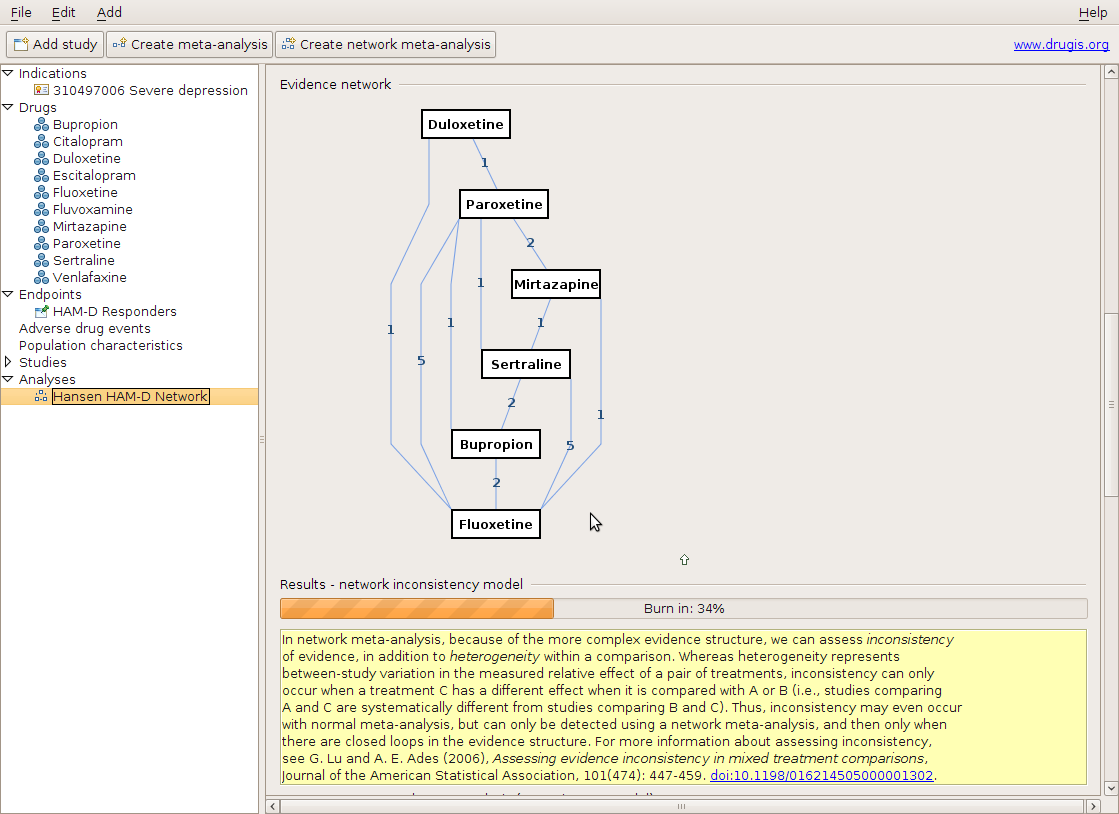 File Edit Add Help
Add study Create meta-analysis Create network meta-analysis www.drugis.org
Indications
310497006 Severe depression
Drugs
Bupropion
Citalopram
Duloxetine
Escitalopram
Fluoxetine
Fluvoxamine
Mirtazapine
Paroxetine
Sertraline
Venlafaxine
Endpoints
HAM-D Responders
Adverse drug events
Population characteristics
Studies
Analyses
Hansen HAM-D Network
Evidence network
Duloxetine
1
Paroxetine
2
1
Mirtazapine
1 1
1
5
Sertraline
2
1
Bupropion 5
2
Fluoxetine
Results - network inconsistency model
Burn in: 34%
In network meta-analysis, because of the more complex evidence structure, we can assess inconsistency
of evidence, in addition to heterogeneity within a comparison. Whereas heterogeneity represents
between-study variation in the measured relative effect of a pair of treatments, inconsistency can only
occur when a treatment C has a different effect when it is compared with A or B (i.e., studies comparing
A and C are systematically different from studies comparing B and C). Thus, inconsistency may even occur
with normal meta-analysis, but can only be detected using a network meta-analysis, and then only when
there are closed loops in the evidence structure. For more information about assessing inconsistency,
see G. Lu and A. E. Ades (2006), Assessing evidence inconsistency in mixed treatment comparisons,
Journal of the American Statistical Association, 101(474): 447-459. doi:10.1198/016214505000001302.